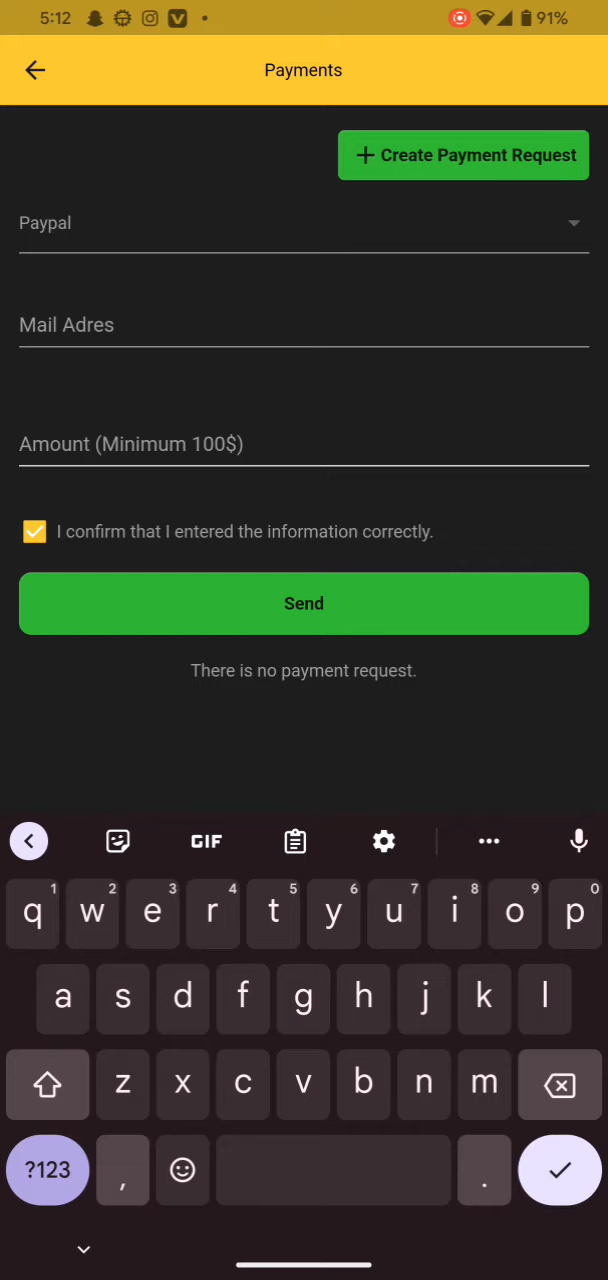 5:12 91%
Payments
Create Payment Request
Paypal
Mail Adres
Amount (Minimum 100$)
I confirm that I entered the information correctly.
Send
There is no payment request.
GIF
q 1 w 2 e 3 r 4 t 5 y 6 u 7 i 8 o 9 p 0
a s d f g h j k l
z x c v b n m
?123 , .